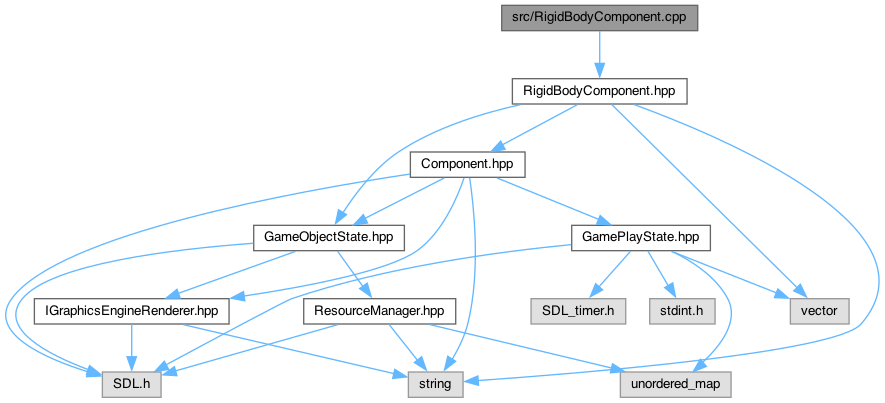 src/RigidBodyComponent.cpp
RigidBodyComponent.hpp
Component.hpp
GameObjectState.hpp
GamePlayState.hpp
IGraphicsEngineRenderer.hpp
ResourceManager.hpp
SDL_timer.h
stdint.h
vector
SDL.h
string
unordered_map